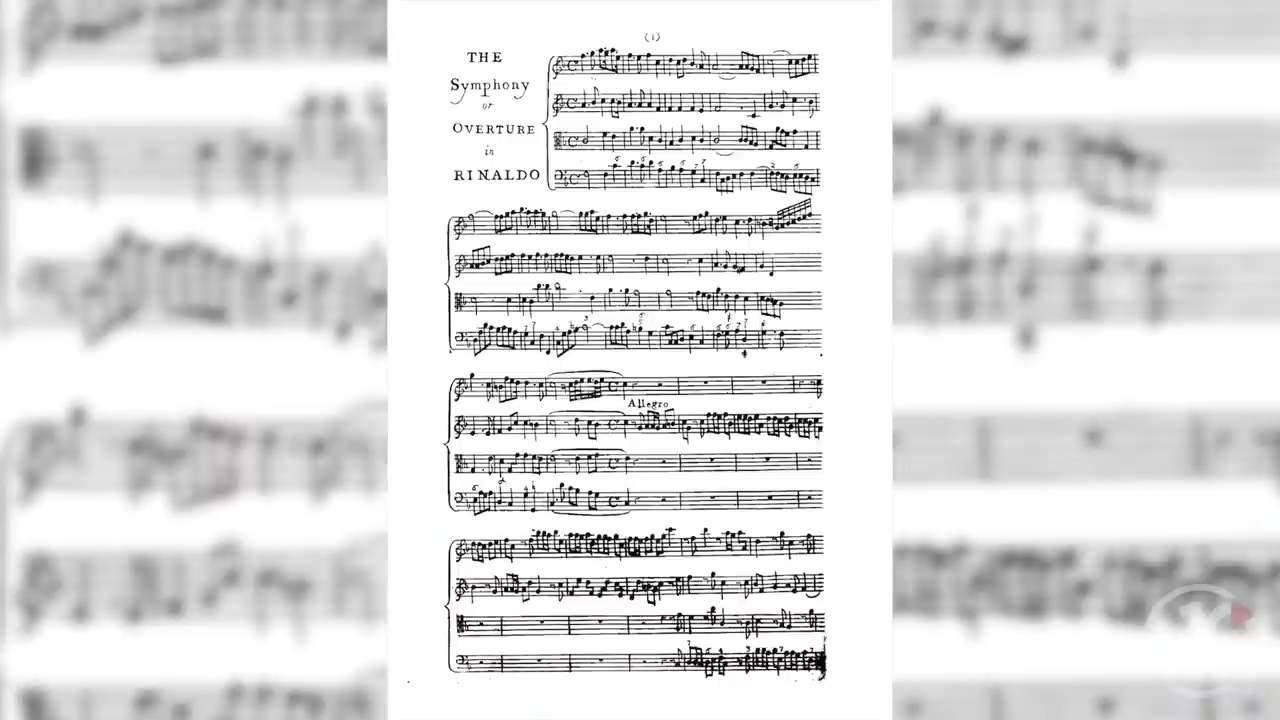 (1)
THE
Symphony
or
OVERTURE
in
RINALDO
Allegro